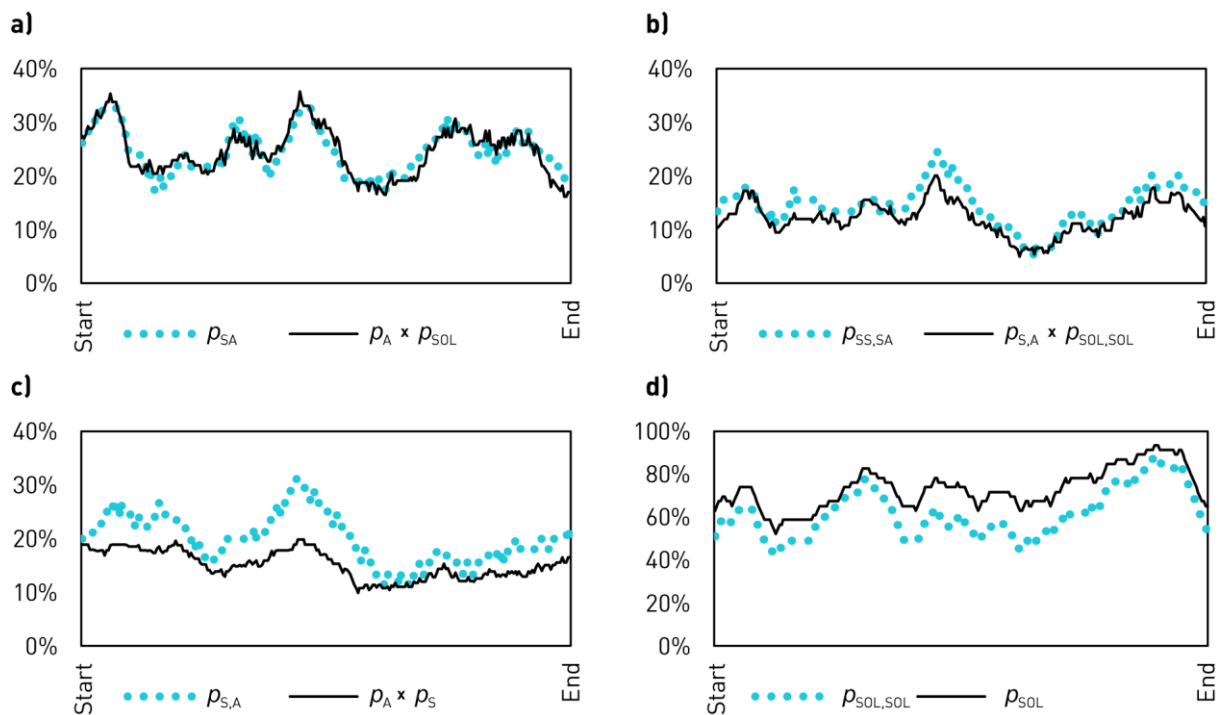 a)
40%
30%
20%
10%
0%
Start
End
pSA
pA x pSOL
b)
40%
30%
20%
10%
0%
Start
End
pSS,SA
pS,A x pSOL,SOL
c)
40%
30%
20%
10%
0%
Start
End
pS,A
pA x pS
d)
100%
80%
60%
40%
20%
0%
Start
End
pSOL,SOL
pSOL